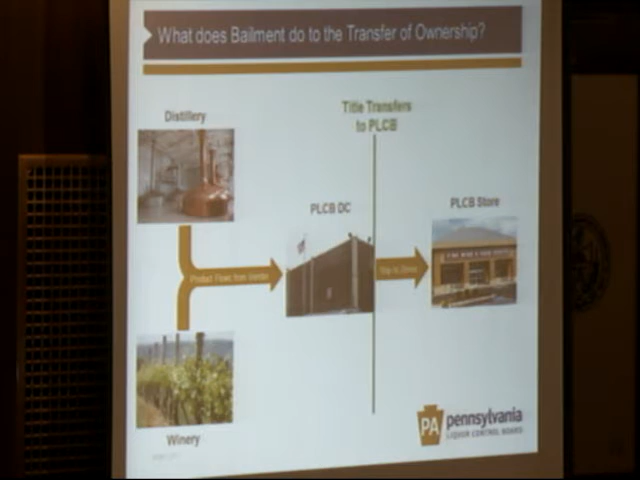 What does Bailment do to the Transfer of Ownership?
Distillery
Title Transfers
to PLCB
PLCB DC
PLCB Store
Product Flows from Vendor
Ship to Stores
Winery
PA
pennsylvania
LIQUOR CONTROL BOARD